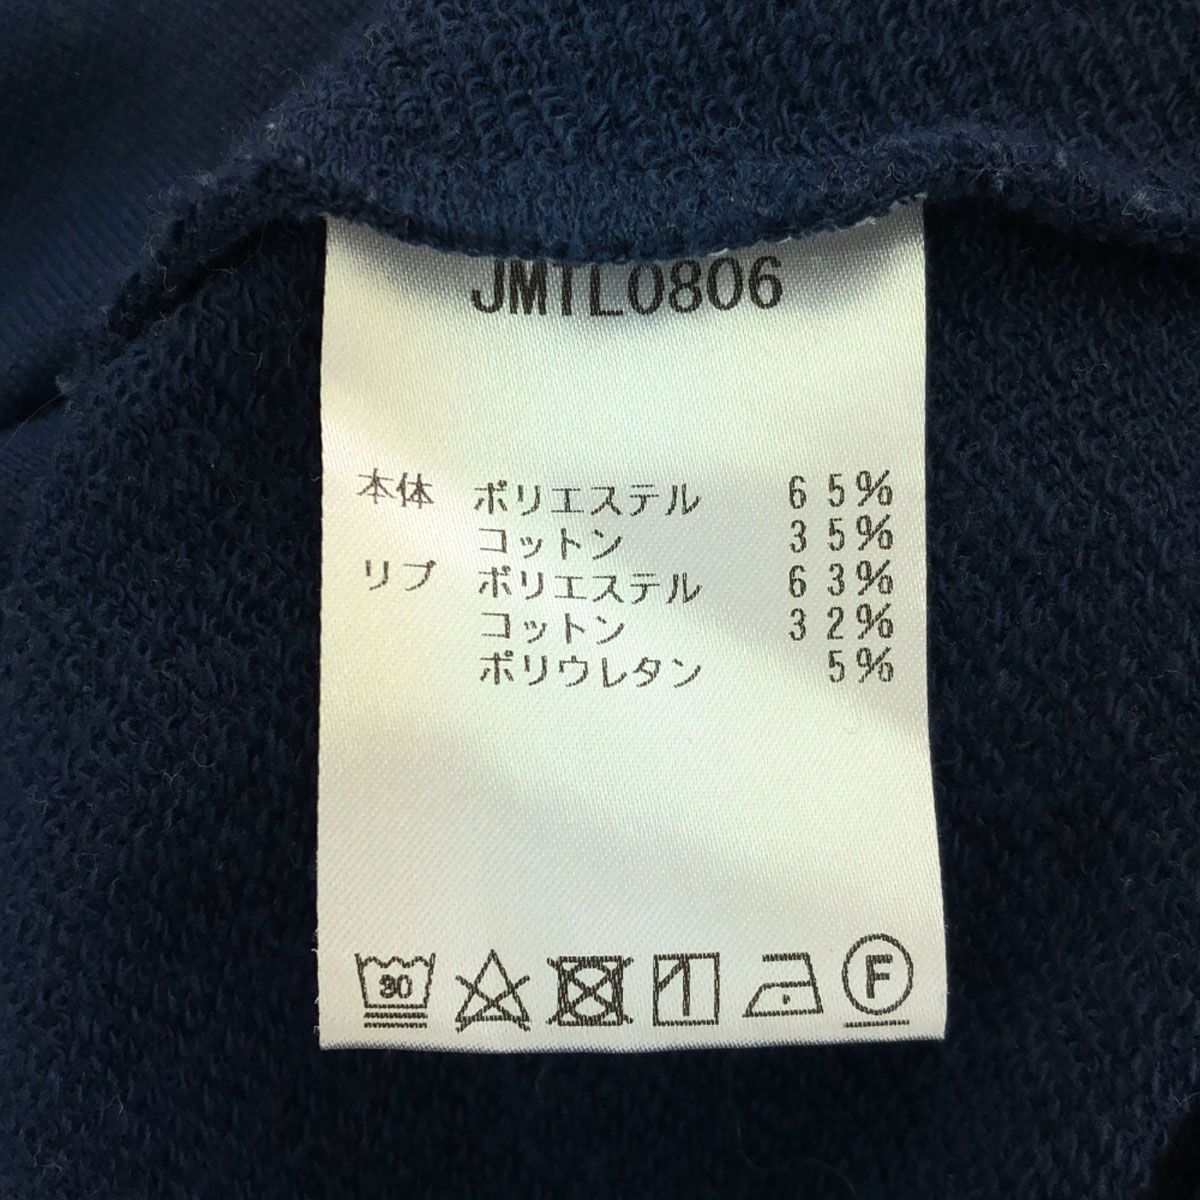 JMTL0806
本体 ポリエステル 65%
コットン 35%
リブ ポリエステル 63%
コットン 32%
ポリウレタン 5%
30 F